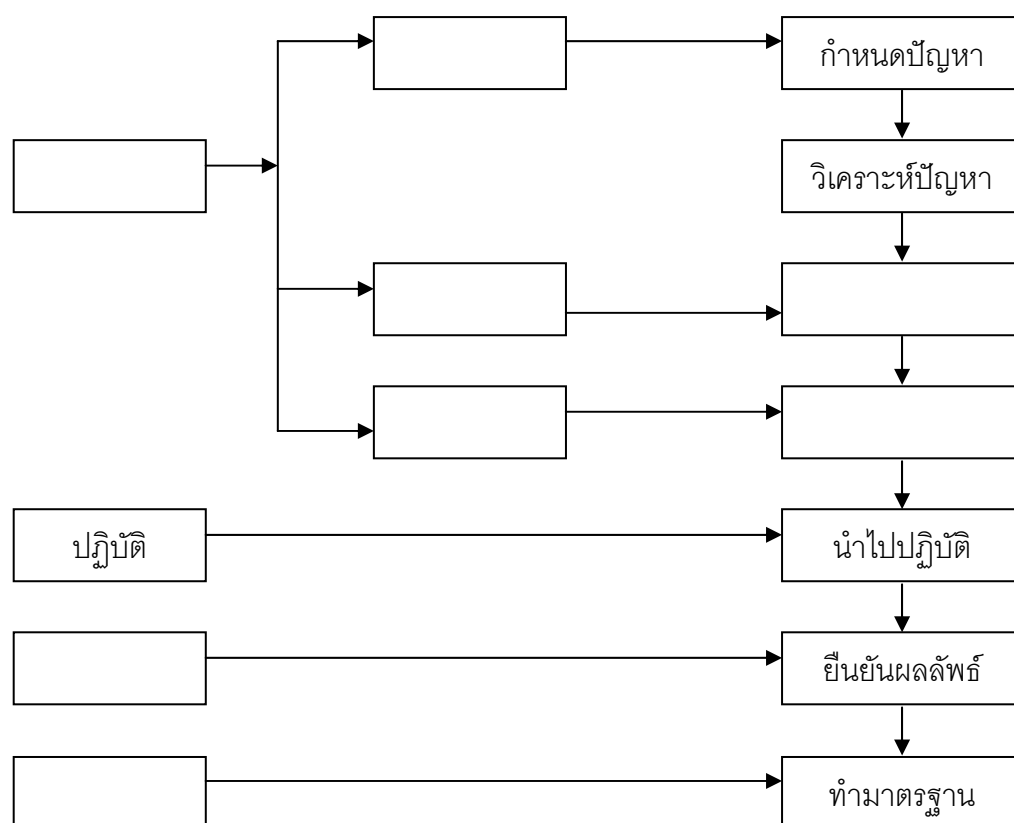 กำหนดปัญหา
วิเคราะห์ปัญหา
ปฏิบัติ
นำไปปฏิบัติ
ยืนยันผลลัพธ์
ทำมาตรฐาน